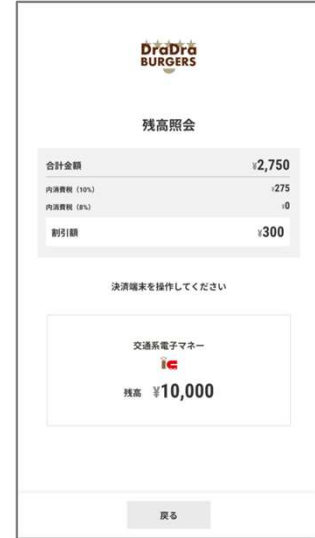 DraDra
BURGERS
残高照会
合計金額 ¥2,750
内消費税（10%） ¥275
内消費税（8%） ¥0
割引額 ¥300
決済端末を操作してください
交通系電子マネー
ic
残高 ¥10,000
戻る